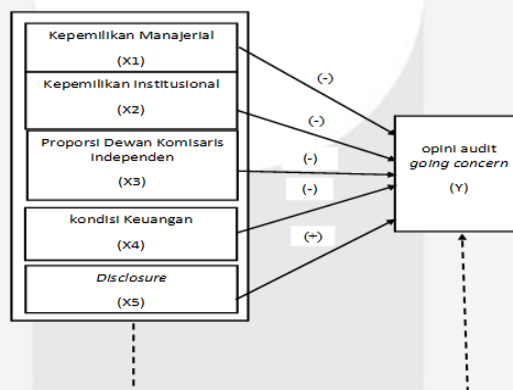 Kepemilikan Manajerial
(X1)
Kepemilikan Institusional
(X2)
Proporsi Dewan Komisaris
Independen
(X3)
kondisi Keuangan
(X4)
Disclosure
(X5)
(-)
(-)
(-)
(-)
(+)
opini audit
going concern
(Y)